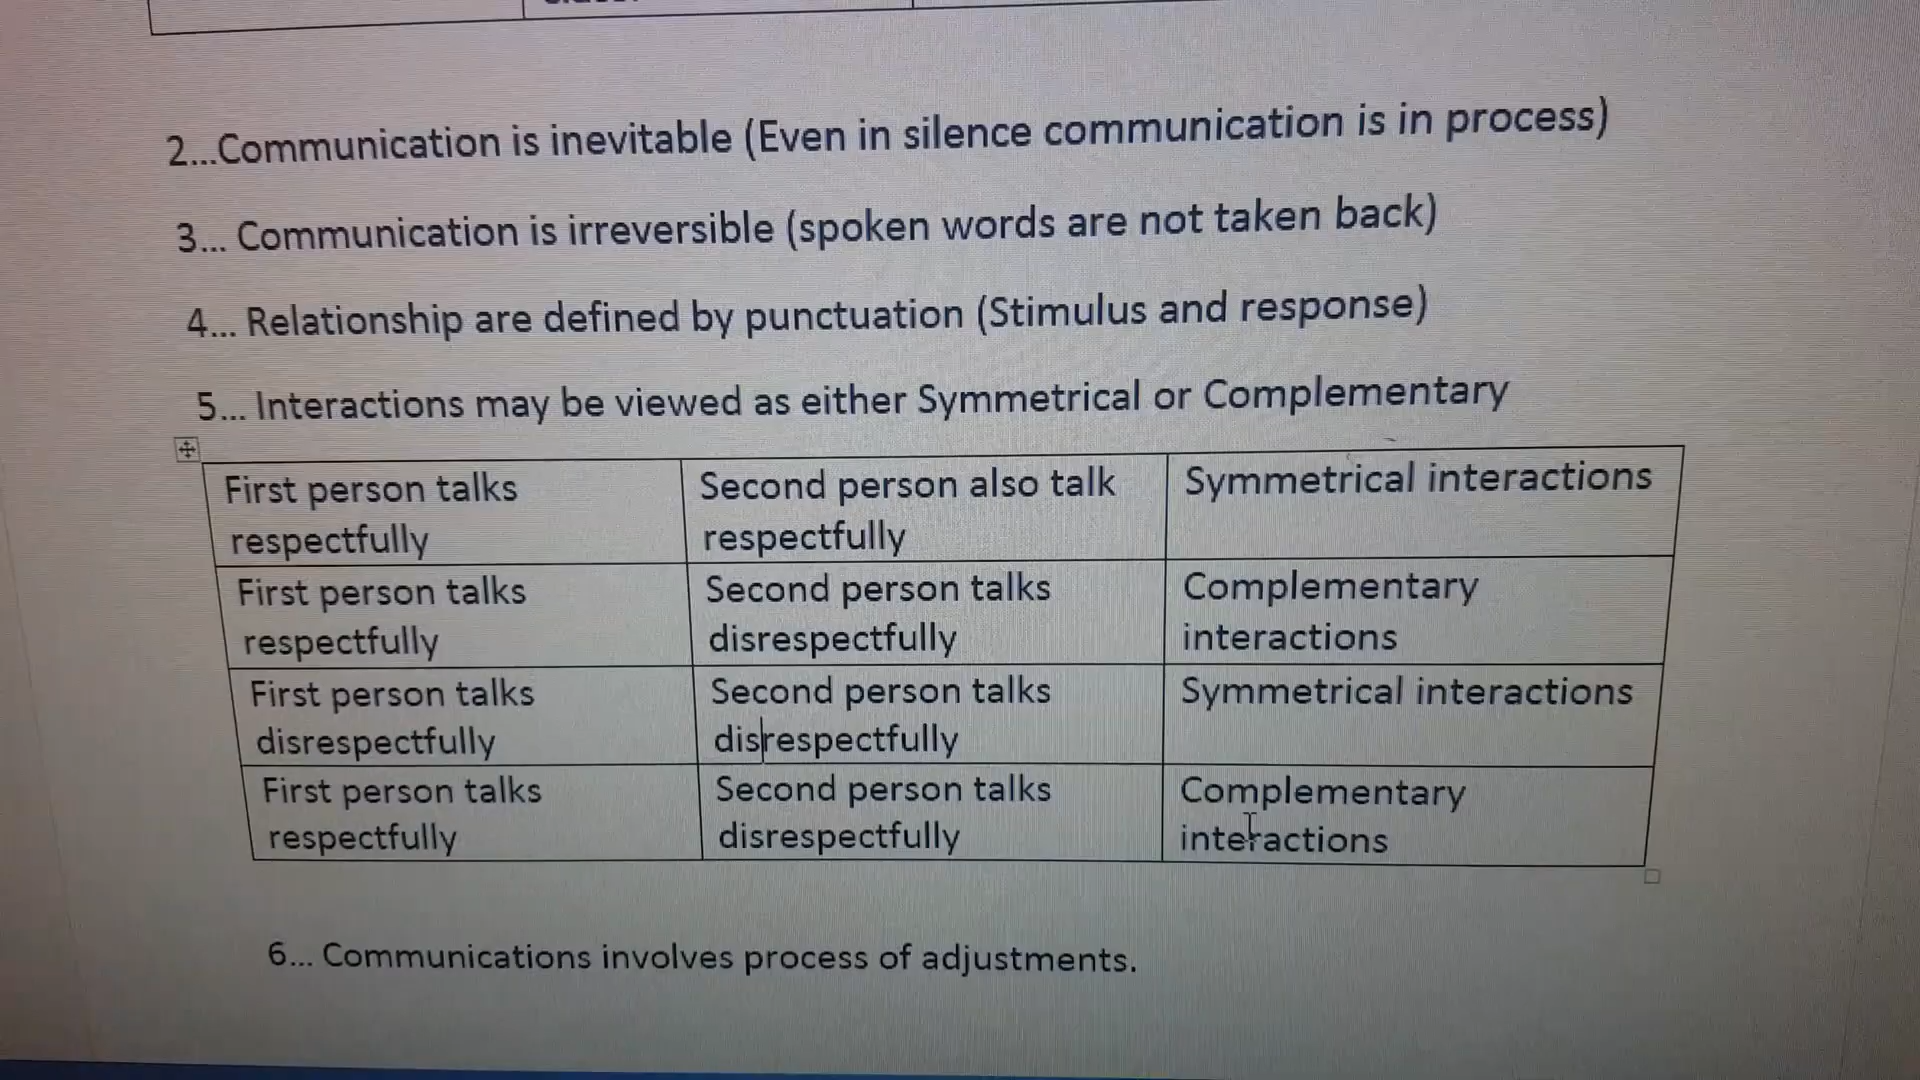 2...Communication is inevitable (Even in silence communication is in process)
3... Communication is irreversible (spoken words are not taken back)
4... Relationship are defined by punctuation (Stimulus and response)
5... Interactions may be viewed as either Symmetrical or Complementary
First person talks
respectfully
Second person also talk
respectfully
Symmetrical interactions
First person talks
respectfully
Second person talks
disrespectfully
Complementary
interactions
First person talks
disrespectfully
Second person talks
disrespectfully
Symmetrical interactions
First person talks
respectfully
Second person talks
disrespectfully
Complementary
interactions
6... Communications involves process of adjustments.